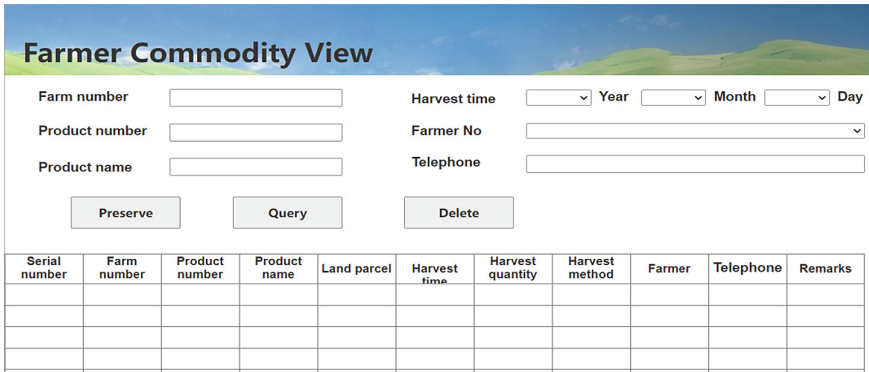 Farmer Commodity View
Farm number
Harvest time Year Month Day
Product number
Farmer No
Product name
Telephone
Preserve Query Delete
Serial number Farm number Product number Product name Land parcel Harvest time Harvest quantity Harvest method Farmer Telephone Remarks